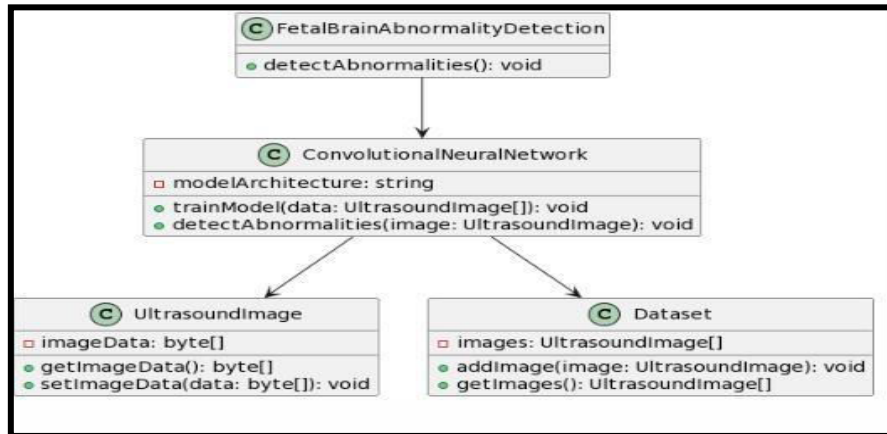 C FetalBrainAbnormalityDetection
detectAbnormalities(): void
C ConvolutionalNeuralNetwork
modelArchitecture: string
trainModel(data: UltrasoundImage[]): void
detectAbnormalities(image: UltrasoundImage): void
C UltrasoundImage
imageData: byte[]
getImageData(): byte[]
setImageData(data: byte[]): void
C Dataset
images: UltrasoundImage[]
addImage(image: UltrasoundImage): void
getImages(): UltrasoundImage[]